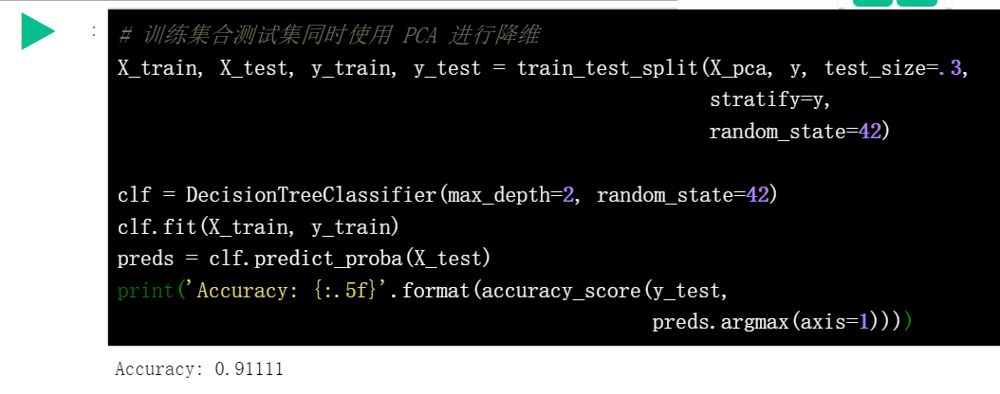 :
# 训练集合测试集同时使用 PCA 进行降维
X_train, X_test, y_train, y_test = train_test_split(X_pca, y, test_size=.3,
stratify=y,
random_state=42)
clf = DecisionTreeClassifier(max_depth=2, random_state=42)
clf.fit(X_train, y_train)
preds = clf.predict_proba(X_test)
print('Accuracy: {:.5f}'.format(accuracy_score(y_test,
preds.argmax(axis=1))))
Accuracy: 0.91111